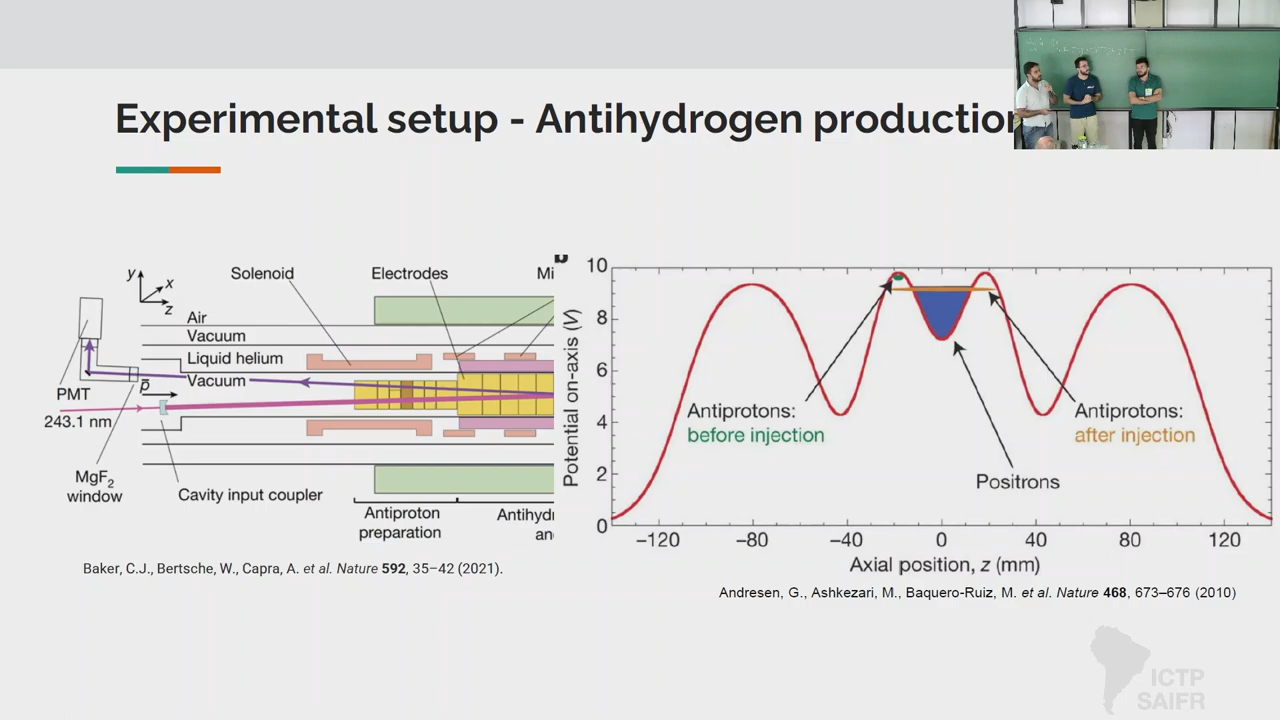 Experimental setup - Antihydrogen production
y
x
z
Solenoid
Electrodes
Mi
Air
Vacuum
Liquid helium
Vacuum
p̅
PMT
243.1 nm
MgF2
window
Cavity input coupler
Antiproton
preparation
Antihydr
an
Baker, C.J., Bertsche, W., Capra, A. et al. Nature 592, 35–42 (2021).
b
Potential on-axis (V)
10
8
6
4
2
0
Antiprotons:
before injection
Antiprotons:
after injection
Positrons
−120
−80
−40
0
40
80
120
Axial position, z (mm)
Andresen, G., Ashkezari, M., Baquero-Ruiz, M. et al. Nature 468, 673–676 (2010)
ICTP
SAIFR